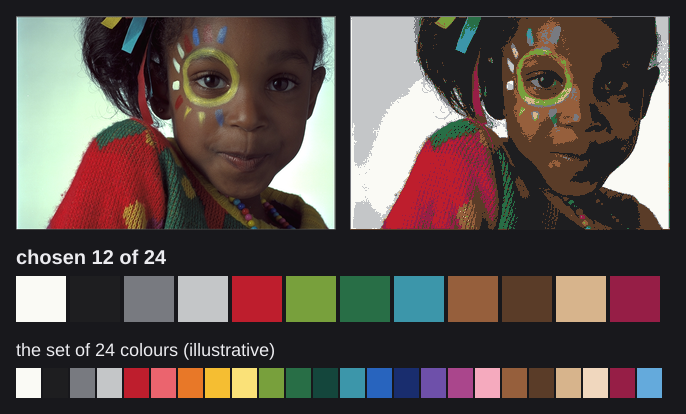 chosen 12 of 24
the set of 24 colours (illustrative)